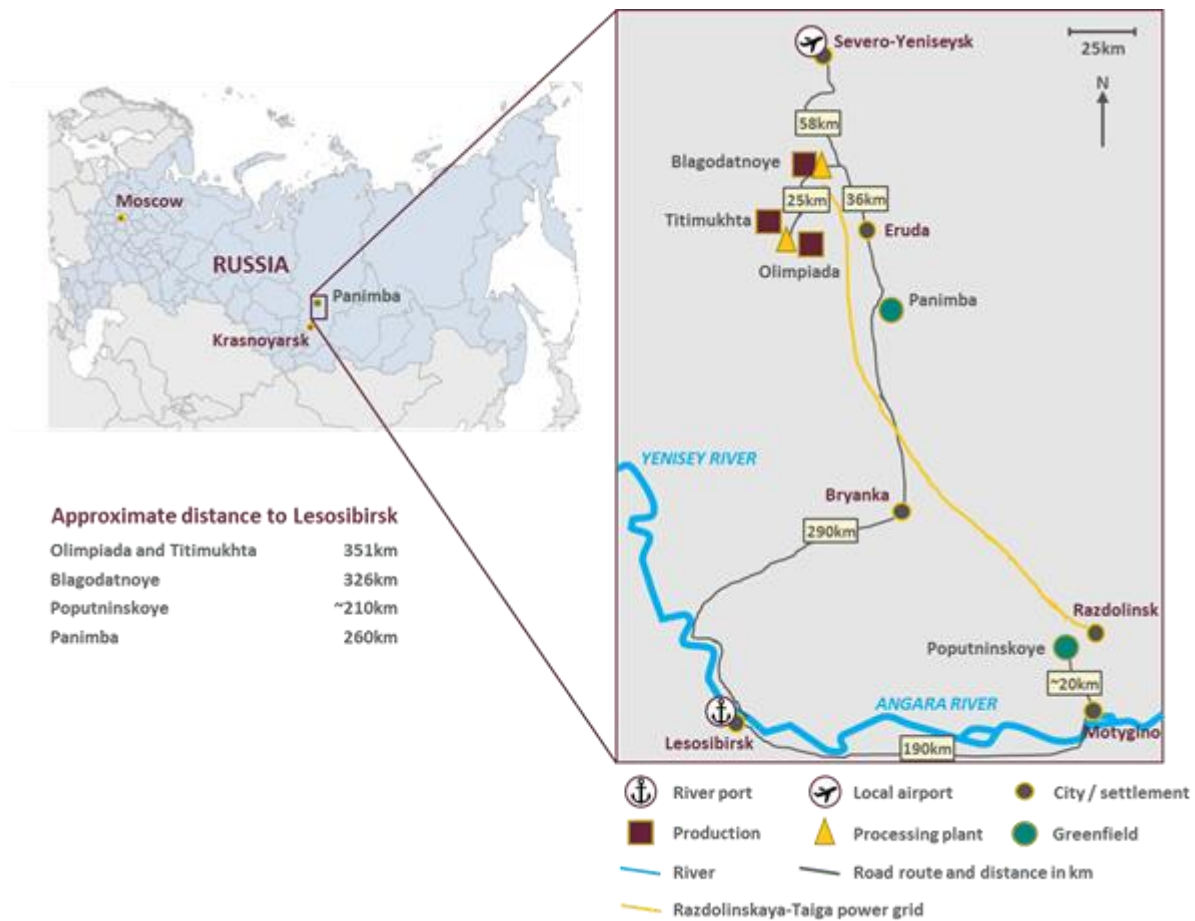 Moscow
RUSSIA
Panimba
Krasnoyarsk
Approximate distance to Lesosibirsk
Olimpiada and Titimukhta 351km
Blagodatnoye 326km
Poputninskoye ~210km
Panimba 260km
Severo-Yeniseysk
25km
N
58km
Blagodatnoye
25km
36km
Titimukhta
Eruda
Olimpiada
Panimba
YENISEY RIVER
Bryanka
290km
Razdolinsk
Poputninskoye
~20km
ANGARA RIVER
Motygino
Lesosibirsk
190km
River port
Local airport
City / settlement
Production
Processing plant
Greenfield
River
Road route and distance in km
Razdolinskaya-Taiga power grid